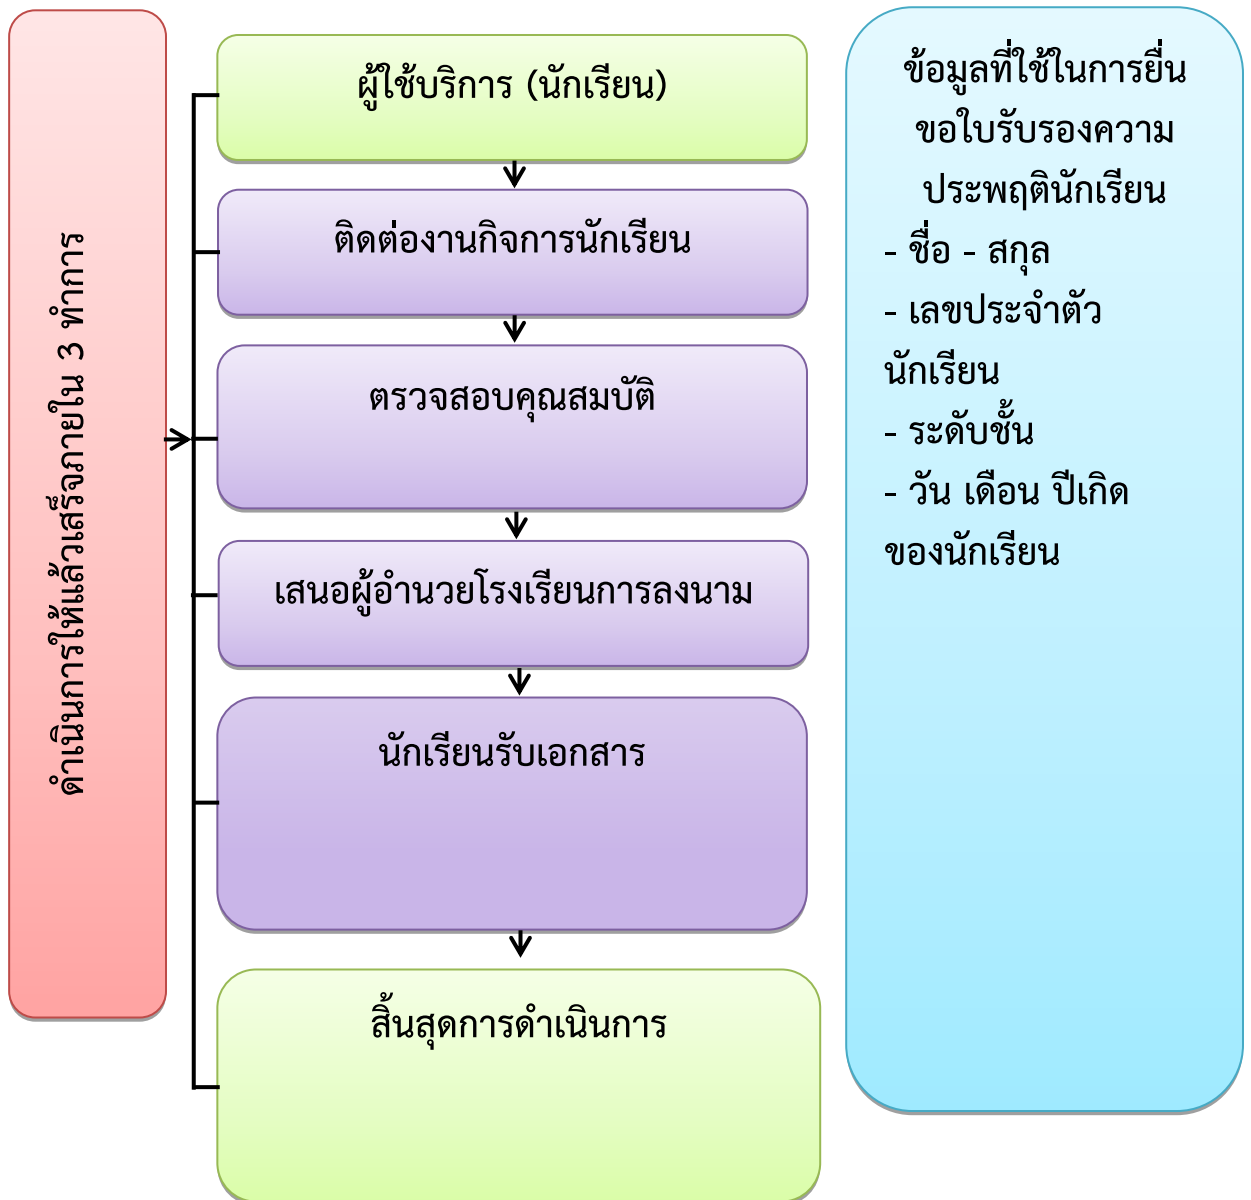 ดำเนินการให้แล้วเสร็จภายใน 3 ทำการ
ผู้ใช้บริการ (นักเรียน)
ติดต่องานกิจการนักเรียน
ตรวจสอบคุณสมบัติ
เสนอผู้อำนวยโรงเรียนการลงนาม
นักเรียนรับเอกสาร
สิ้นสุดการดำเนินการ
ข้อมูลที่ใช้ในการยื่น
ขอใบรับรองความ
ประพฤตินักเรียน
- ชื่อ - สกุล
- เลขประจำตัว
นักเรียน
- ระดับชั้น
- วัน เดือน ปีเกิด
ของนักเรียน